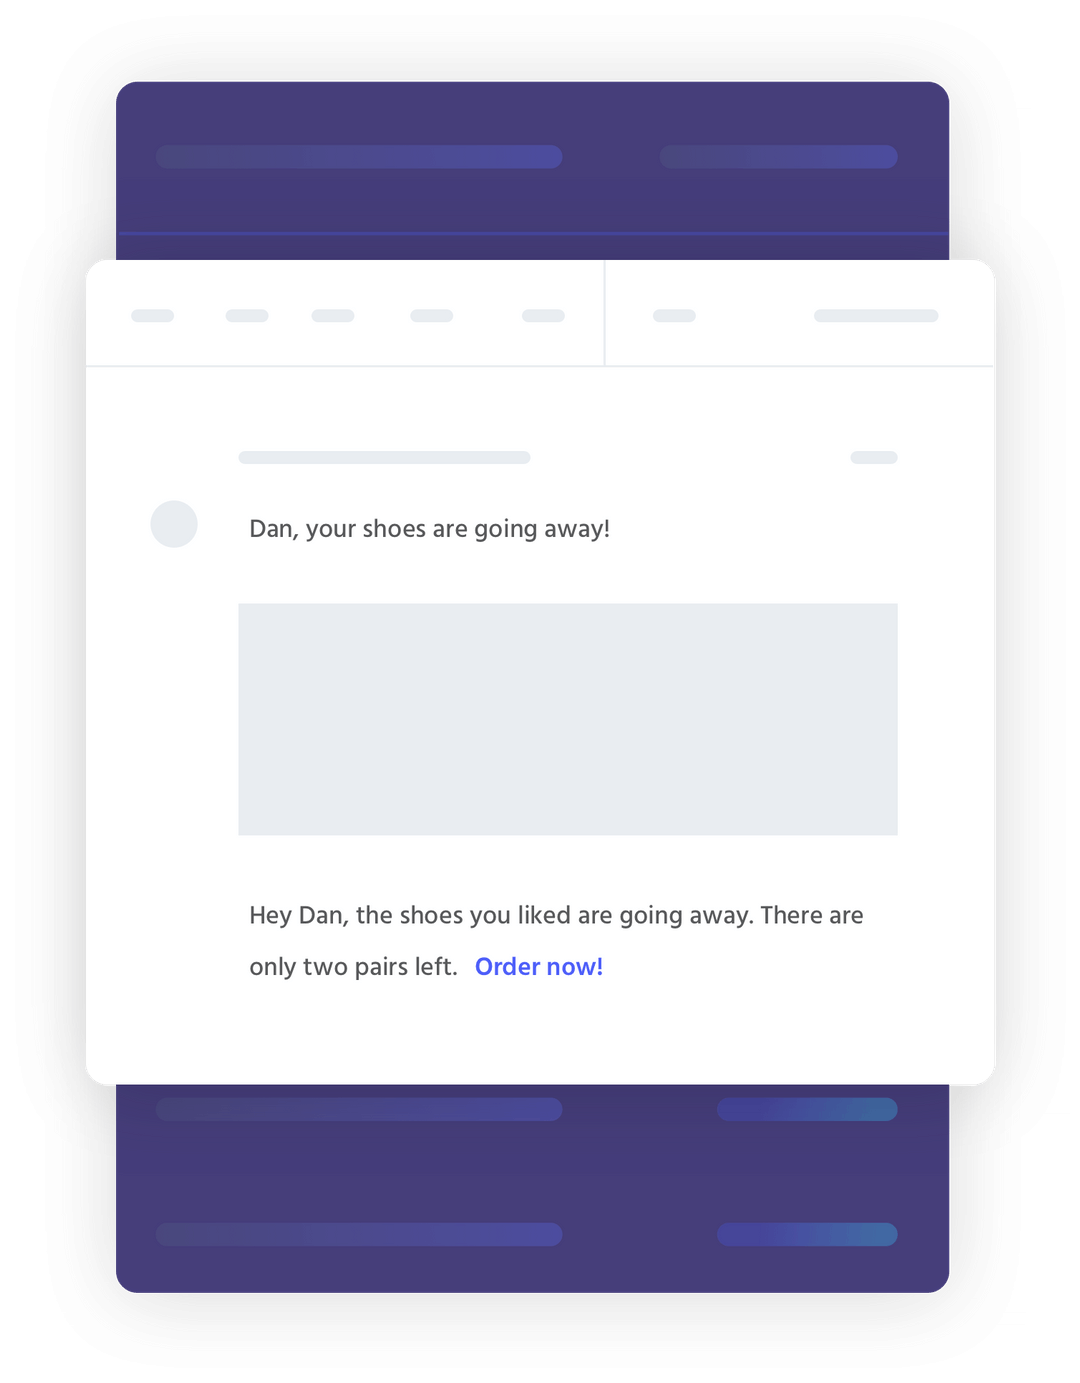 Dan, your shoes are going away!
Hey Dan, the shoes you liked are going away. There are
only two pairs left. Order now!